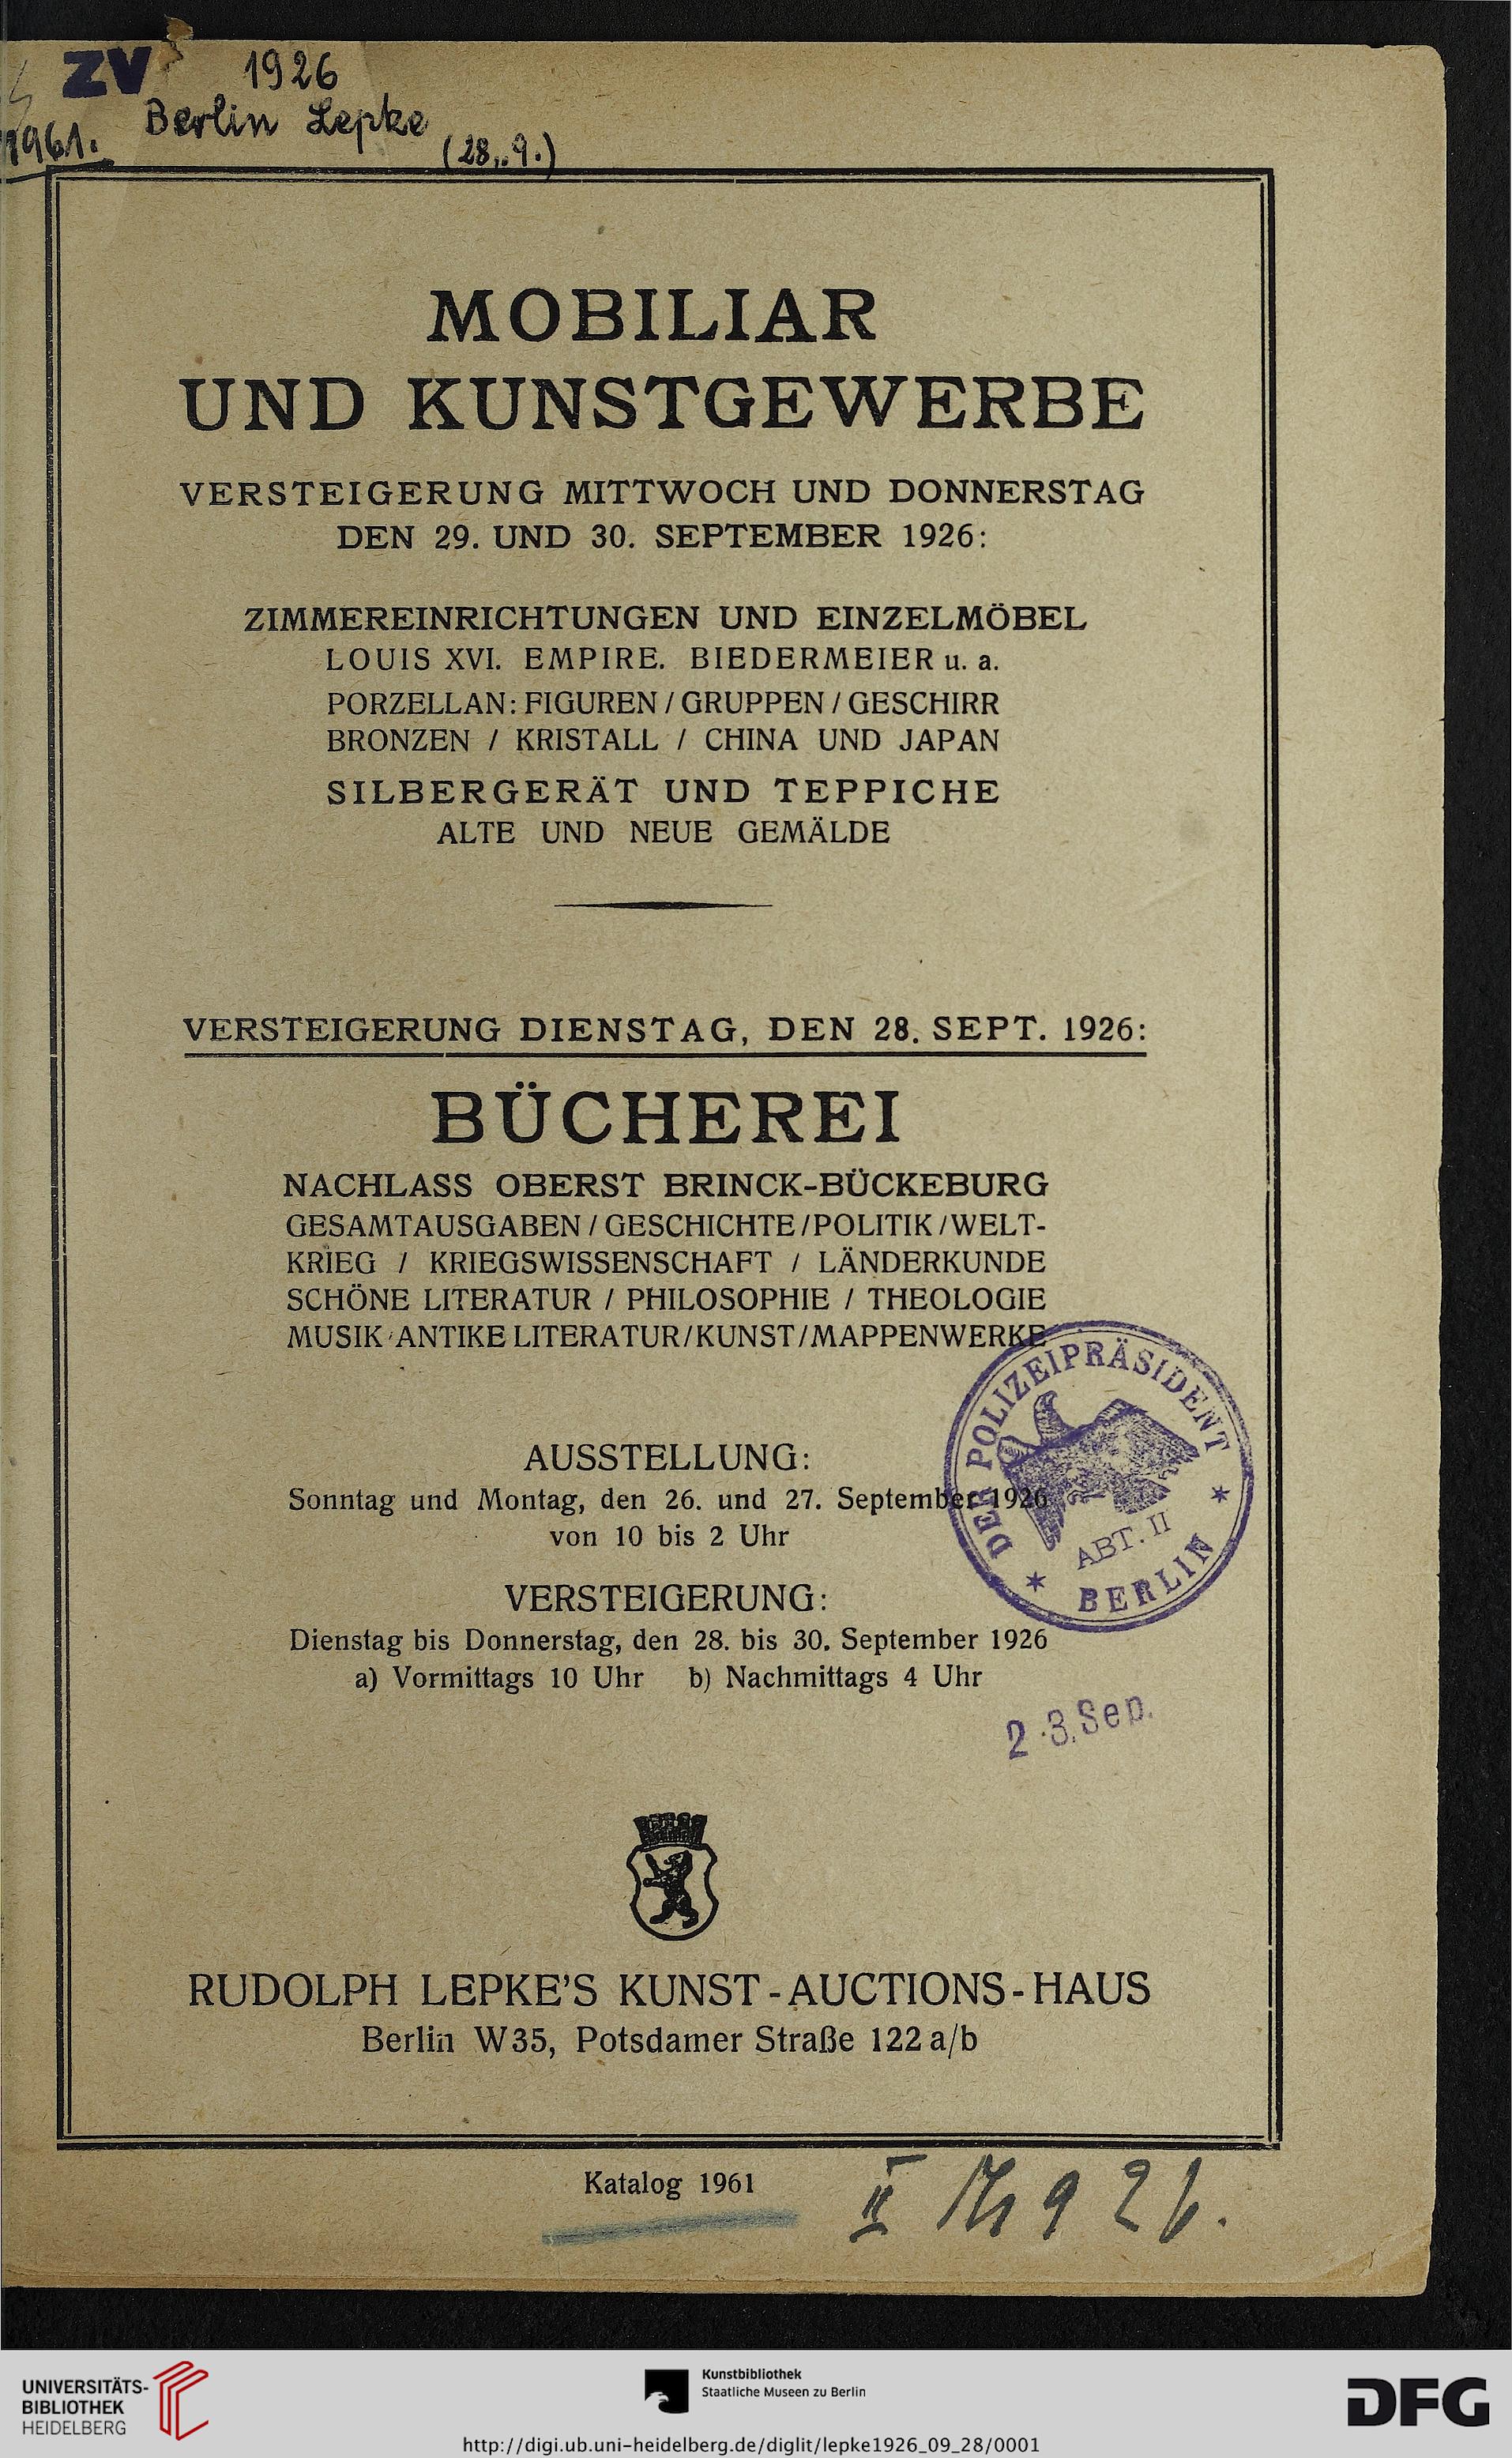 ZV 1926
Berlin Lepke
1961.
(28,.9.)
MOBILIAR
UND KUNSTGEWERBE
VERSTEIGERUNG MITTWOCH UND DONNERSTAG
DEN 29. UND 30. SEPTEMBER 1926:
ZIMMEREINRICHTUNGEN UND EINZELMÖBEL
LOUIS XVI. EMPIRE. BIEDERMEIER u. a.
PORZELLAN: FIGUREN / GRUPPEN / GESCHIRR
BRONZEN / KRISTALL / CHINA UND JAPAN
SILBERGERÄT UND TEPPICHE
ALTE UND NEUE GEMÄLDE
VERSTEIGERUNG DIENSTAG, DEN 28. SEPT. 1926:
BÜCHEREI
NACHLASS OBERST BRINCK-BÜCKEBURG
GESAMTAUSGABEN / GESCHICHTE / POLITIK / WELT-
KRIEG / KRIEGSWISSENSCHAFT / LÄNDERKUNDE
SCHÖNE LITERATUR / PHILOSOPHIE / THEOLOGIE
MUSIK / ANTIKE LITERATUR / KUNST / MAPPENWERKE
DER POLIZEIPRÄSIDENT
ABT. II
* BERLIN *
AUSSTELLUNG:
Sonntag und Montag, den 26. und 27. September 1926
von 10 bis 2 Uhr
VERSTEIGERUNG:
Dienstag bis Donnerstag, den 28. bis 30. September 1926
a) Vormittags 10 Uhr b) Nachmittags 4 Uhr
2 3. Sep.
RUDOLPH LEPKE'S KUNST-AUCTIONS-HAUS
Berlin W35, Potsdamer Straße 122 a/b
Katalog 1961
II 926.
UNIVERSITÄTS-
BIBLIOTHEK
HEIDELBERG
Kunstbibliothek
Staatliche Museen zu Berlin
DFG
http://digi.ub.uni-heidelberg.de/diglit/lepke1926_09_28/0001